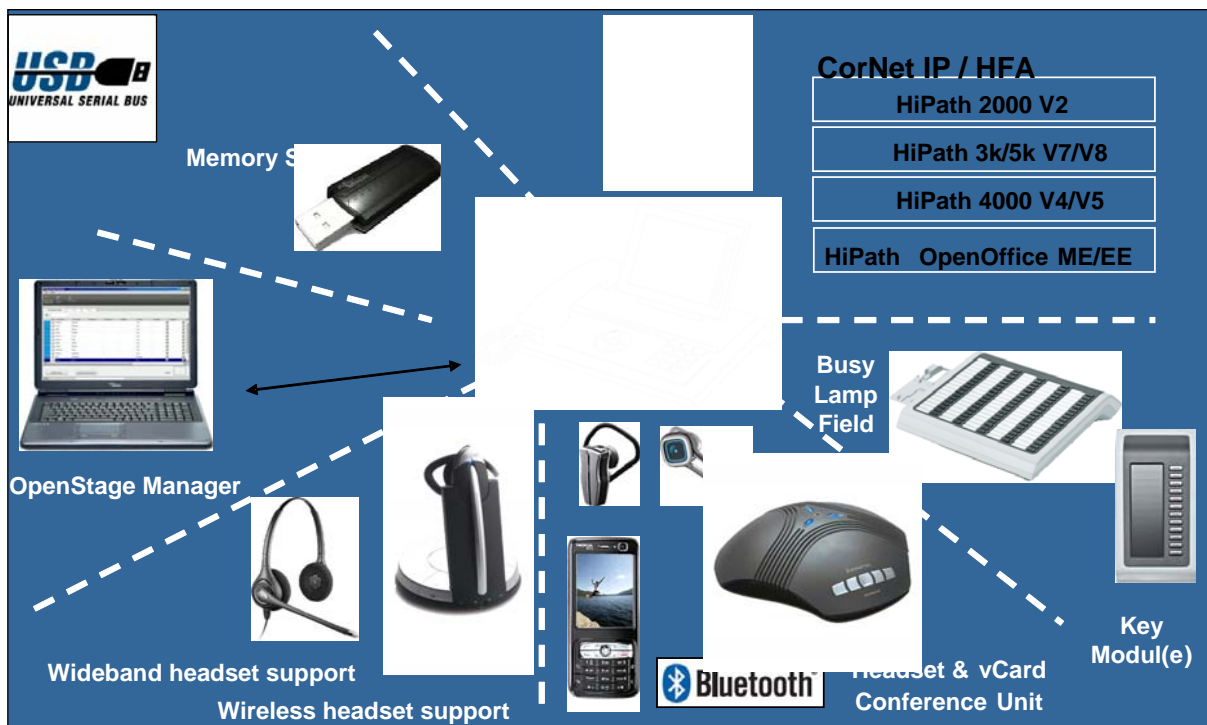 USB
UNIVERSAL SERIAL BUS
CorNet IP / HFA
HiPath 2000 V2
HiPath 3k/5k V7/V8
HiPath 4000 V4/V5
HiPath OpenOffice ME/EE
Memory
Busy
Lamp
Field
OpenStage Manager
Key
Modul(e)
Wideband headset support
Wireless headset support
Bluetooth
Headset & vCard
Conference Unit